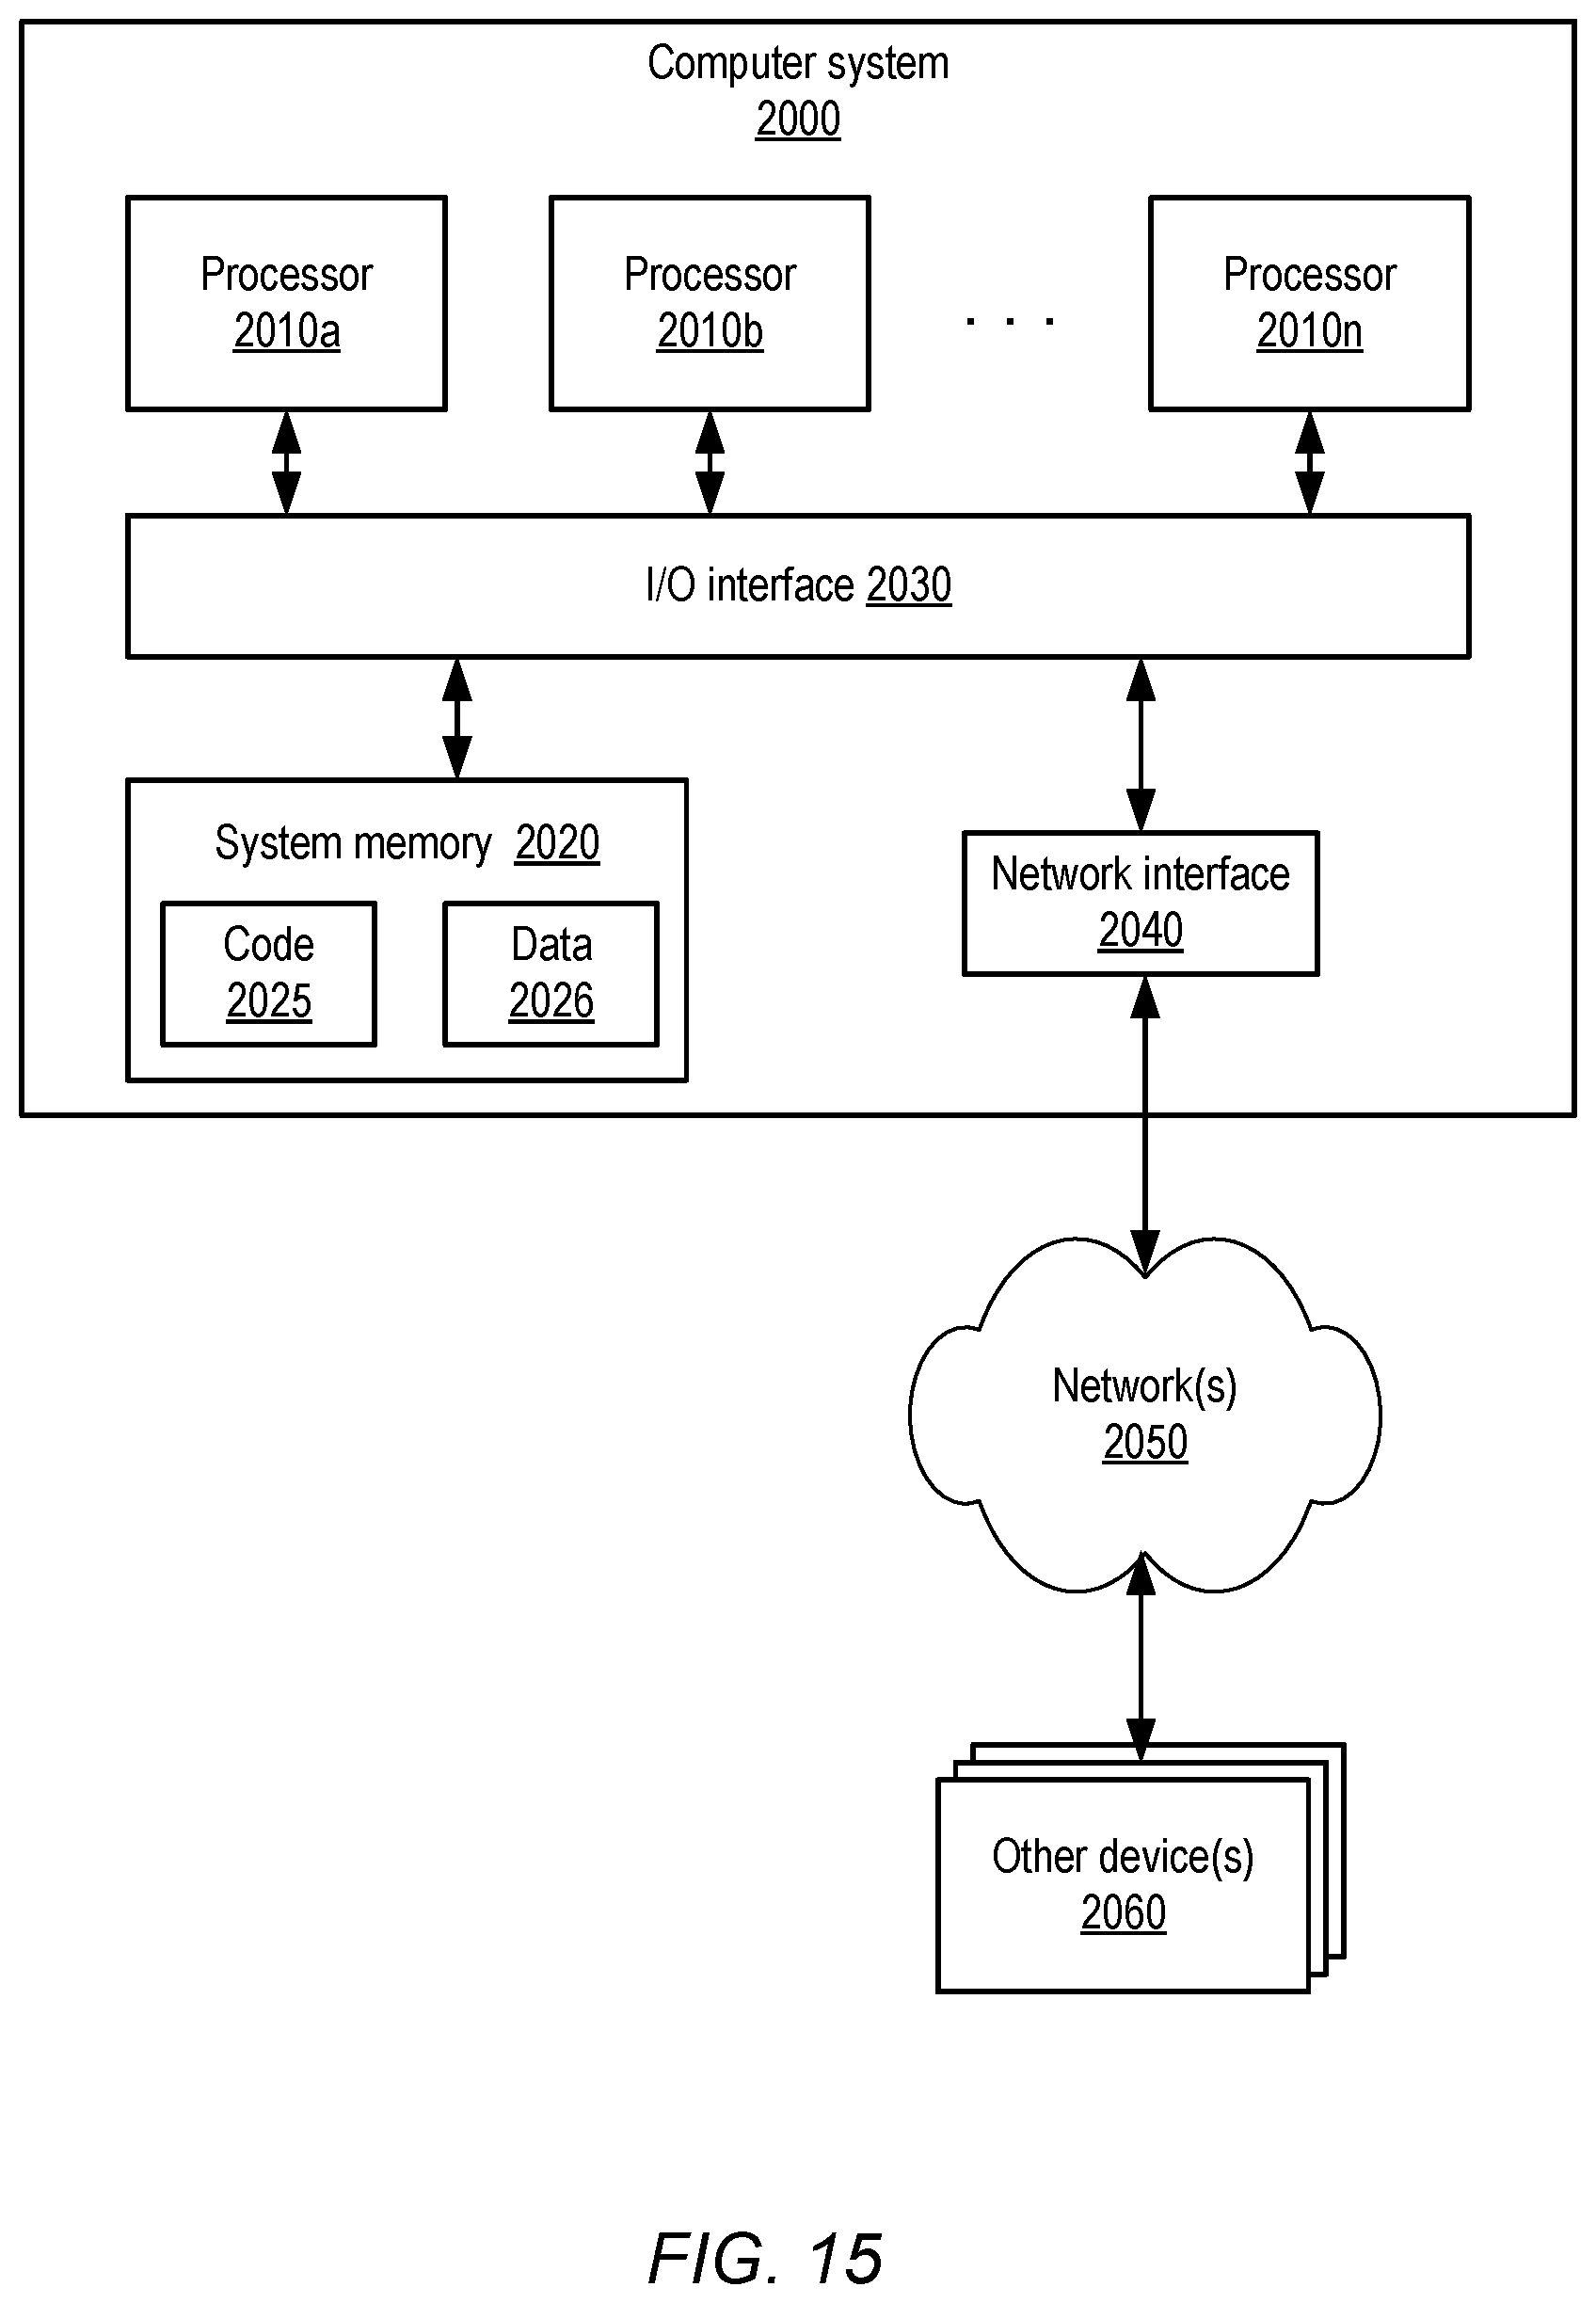 Computer system
2000
Processor
2010a
Processor
2010b
. . .
Processor
2010n
I/O interface 2030
System memory 2020
Code
2025
Data
2026
Network interface
2040
Network(s)
2050
Other device(s)
2060
FIG. 15